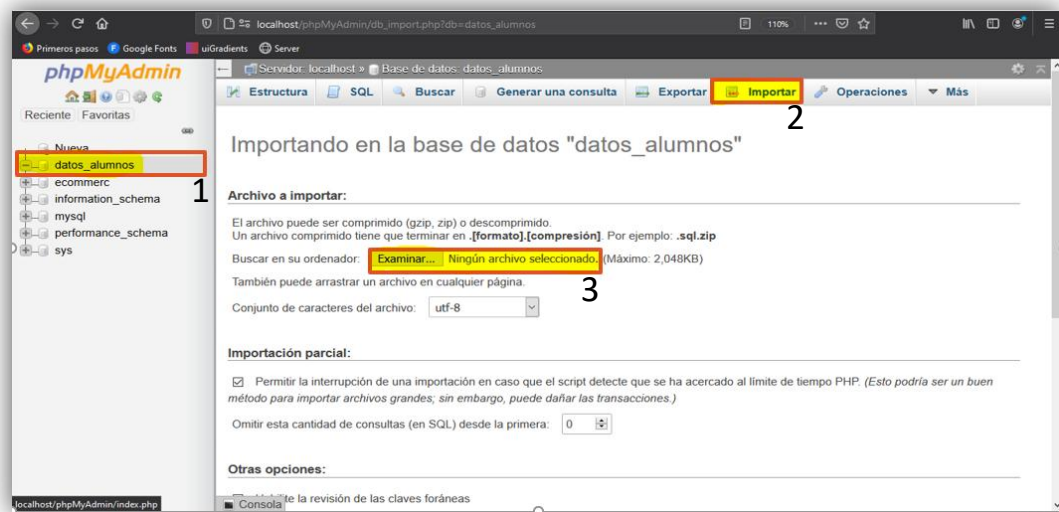 localhost/phpMyAdmin/db_import.php?db=datos_alumnos
110%
Primeros pasos Google Fonts uiGradients Server
phpMyAdmin
Reciente Favoritas
Nueva
datos_alumnos
1
ecommerc
information_schema
mysql
performance_schema
sys
Servidor: localhost » Base de datos: datos_alumnos
Estructura SQL Buscar Generar una consulta Exportar Importar Operaciones Más
2
Importando en la base de datos "datos_alumnos"
Archivo a importar:
El archivo puede ser comprimido (gzip, zip) o descomprimido.
Un archivo comprimido tiene que terminar en .[formato].[compresión]. Por ejemplo: .sql.zip
Buscar en su ordenador: Examinar... Ningún archivo seleccionado. (Máximo: 2,048KB)
3
También puede arrastrar un archivo en cualquier página.
Conjunto de caracteres del archivo: utf-8
Importación parcial:
Permitir la interrupción de una importación en caso que el script detecte que se ha acercado al límite de tiempo PHP. (Esto podría ser un buen
método para importar archivos grandes; sin embargo, puede dañar las transacciones.)
Omitir esta cantidad de consultas (en SQL) desde la primera: 0
Otras opciones:
la revisión de las claves foráneas
Consola
localhost/phpMyAdmin/index.php